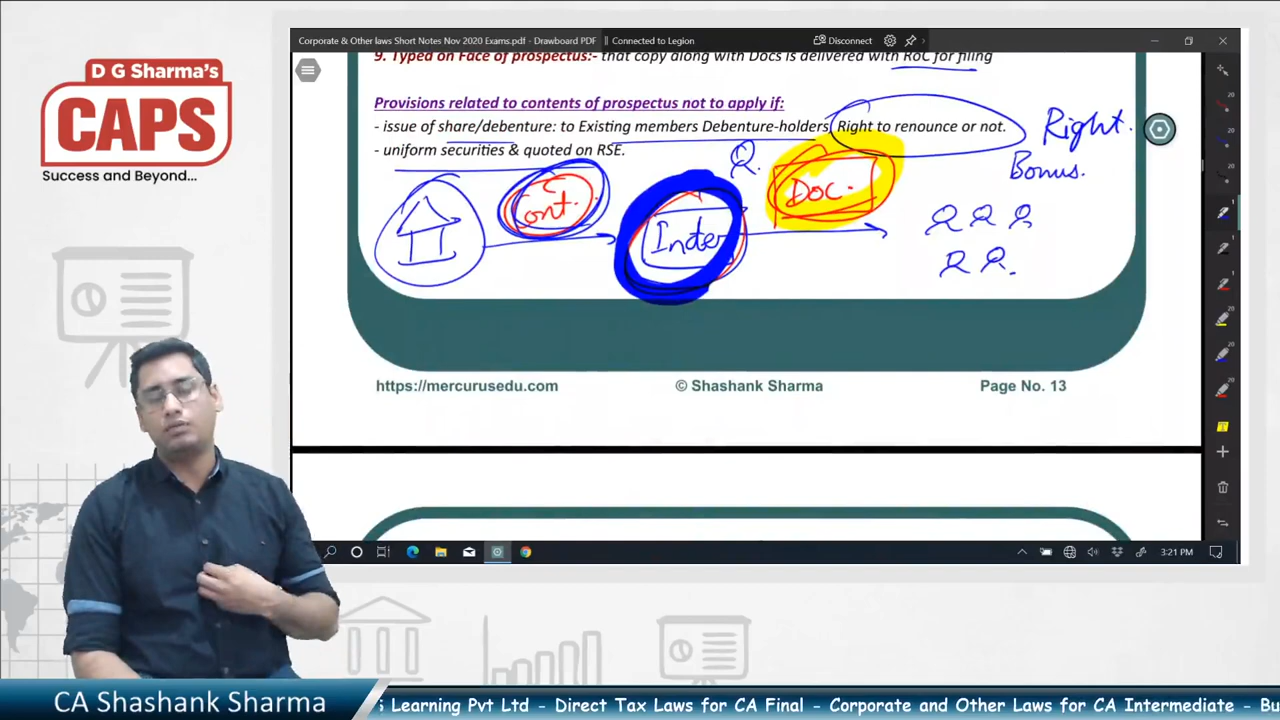 D G Sharma's
CAPS
Success and Beyond...
Corporate & Other laws Short Notes Nov 2020 Exams.pdf - Drawboard PDF
Connected to Legion
Disconnect
9. Typed on Face of prospectus:- that copy along with Docs is delivered with RoC for filing
Provisions related to contents of prospectus not to apply if:
- issue of share/debenture: to Existing members Debenture-holders Right to renounce or not.
- uniform securities & quoted on RSE.
Right.
Bonus.
Cont.
Doc.
Inter
https://mercurusedu.com
© Shashank Sharma
Page No. 13
3:21 PM
CA Shashank Sharma
S Learning Pvt Ltd - Direct Tax Laws for CA Final - Corporate and Other Laws for CA Intermediate - Bu